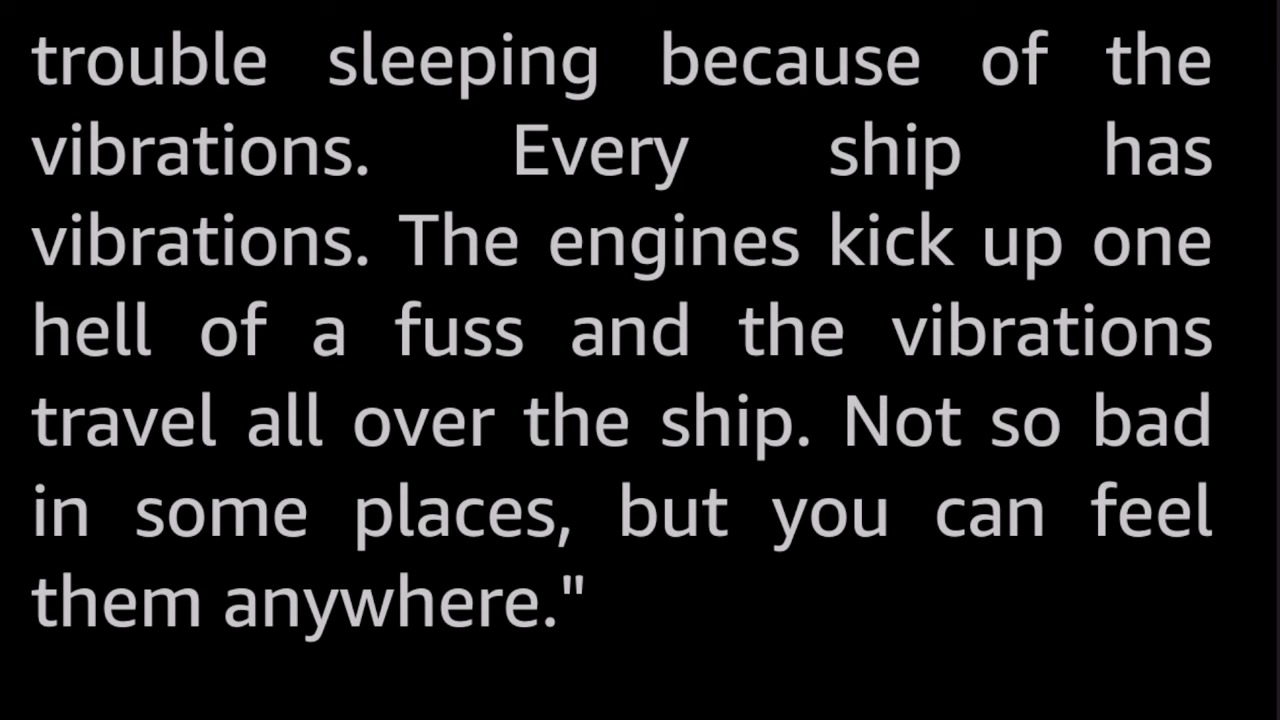 trouble sleeping because of the
vibrations. Every ship has
vibrations. The engines kick up one
hell of a fuss and the vibrations
travel all over the ship. Not so bad
in some places, but you can feel
them anywhere."